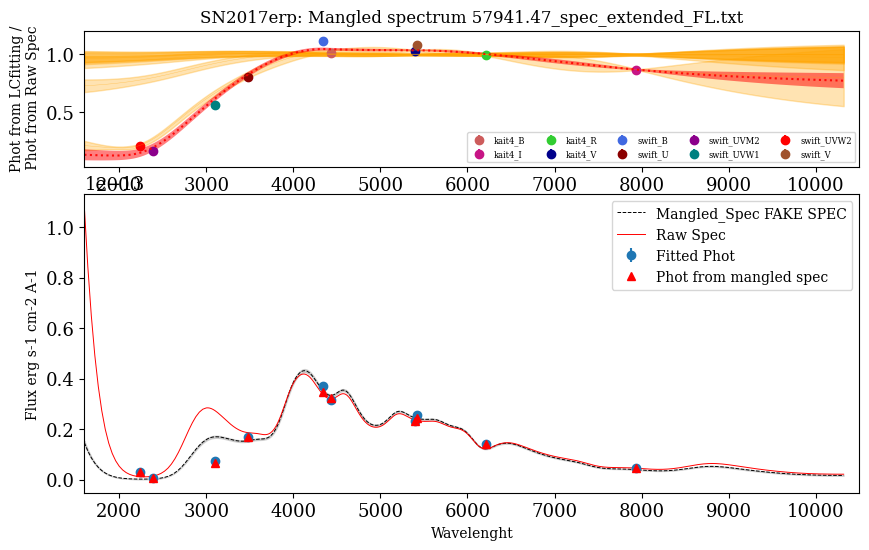 SN2017erp: Mangled spectrum 57941.47_spec_extended_FL.txt
Phot from LCfitting /
Phot from Raw Spec
1.0
0.5
kait4_B kait4_R swift_B swift_UVM2 swift_UVW2
kait4_I kait4_V swift_U swift_UVW1 swift_V
2000 3000 4000 5000 6000 7000 8000 9000 10000
1e−13
Flux erg s-1 cm-2 A-1
1.0
0.8
0.6
0.4
0.2
0.0
Mangled_Spec FAKE SPEC
Raw Spec
Fitted Phot
Phot from mangled spec
2000 3000 4000 5000 6000 7000 8000 9000 10000
Wavelenght